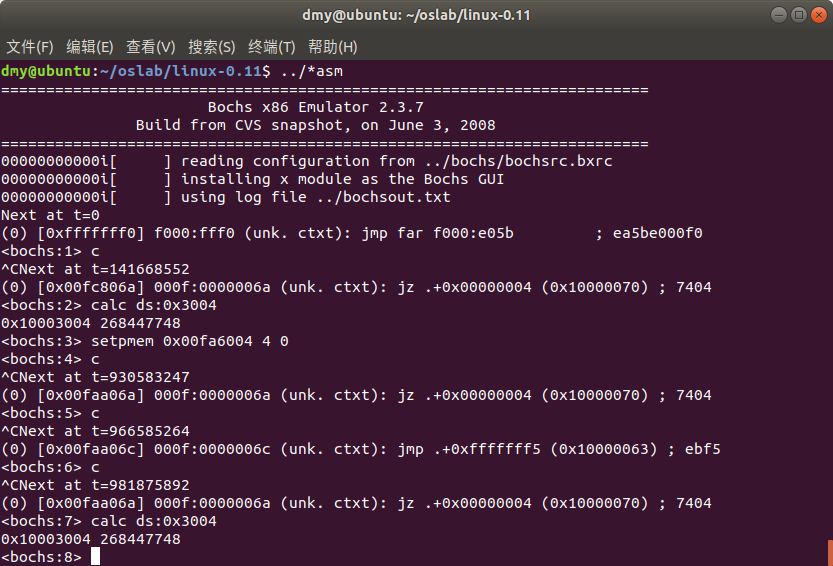 dmy@ubuntu: ~/oslab/linux-0.11
文件(F) 编辑(E) 查看(V) 搜索(S) 终端(T) 帮助(H)
dmy@ubuntu:~/oslab/linux-0.11$ ../*asm
========================================================================
Bochs x86 Emulator 2.3.7
Build from CVS snapshot, on June 3, 2008
========================================================================
00000000000i[     ] reading configuration from ../bochs/bochsrc.bxrc
00000000000i[     ] installing x module as the Bochs GUI
00000000000i[     ] using log file ../bochsout.txt
Next at t=0
(0) [0xfffffff0] f000:fff0 (unk. ctxt): jmp far f000:e05b         ; ea5be000f0
<bochs:1> c
^CNext at t=141668552
(0) [0x00fc806a] 000f:0000006a (unk. ctxt): jz .+0x00000004 (0x10000070) ; 7404
<bochs:2> calc ds:0x3004
0x10003004 268447748
<bochs:3> setpmem 0x00fa6004 4 0
<bochs:4> c
^CNext at t=930583247
(0) [0x00faa06a] 000f:0000006a (unk. ctxt): jz .+0x00000004 (0x10000070) ; 7404
<bochs:5> c
^CNext at t=966585264
(0) [0x00faa06c] 000f:0000006c (unk. ctxt): jmp .+0xfffffff5 (0x10000063) ; ebf5
<bochs:6> c
^CNext at t=981875892
(0) [0x00faa06a] 000f:0000006a (unk. ctxt): jz .+0x00000004 (0x10000070) ; 7404
<bochs:7> calc ds:0x3004
0x10003004 268447748
<bochs:8>